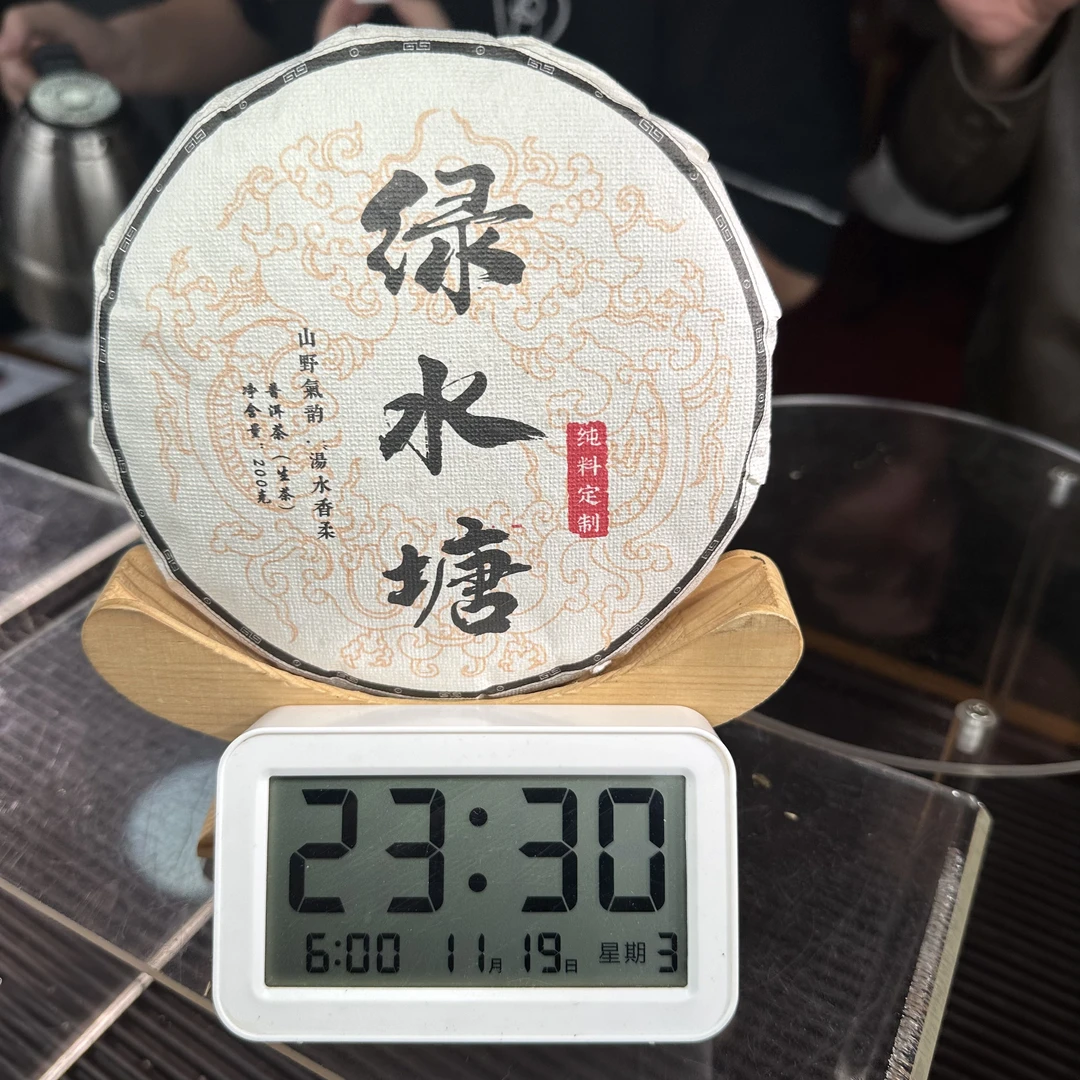 绿水塘
纯料定制
山野氣韵.湯水香柔
普洱茶.(生茶)
净含量:200克
23:30
6:00 11月19日 星期3